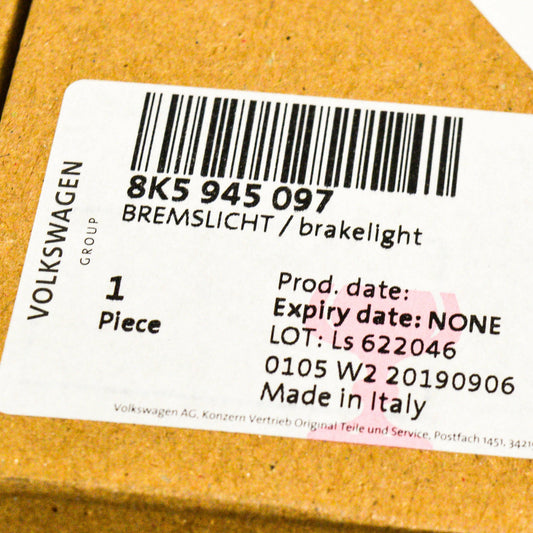 8K5 945 097
BREMSLICHT / brakelight
VOLKSWAGEN
GROUP
1
Piece
Prod. date:
Expiry date: NONE
LOT: Ls 622046
0105 W2 20190906
Made in Italy
Volkswagen AG, Konzern Vertrieb Original Teile und Service, Postfach 1451, 3421